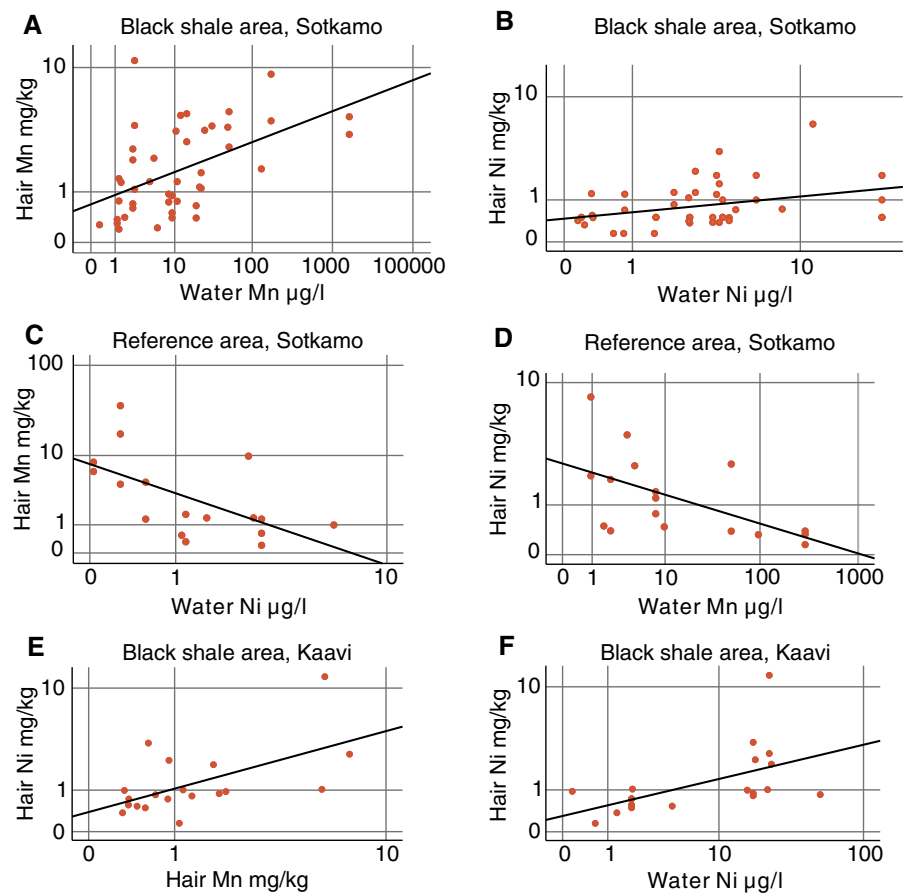 A
Black shale area, Sotkamo
Hair Mn mg/kg
10
1
0
0 1 10 100 1000 100000
Water Mn µg/l
B
Black shale area, Sotkamo
Hair Ni mg/kg
10
1
0
0 1 10
Water Ni µg/l
C
Reference area, Sotkamo
Hair Mn mg/kg
100
10
1
0
0 1 10
Water Ni µg/l
D
Reference area, Sotkamo
Hair Ni mg/kg
10
1
0
0 1 10 100 1000
Water Mn µg/l
E
Black shale area, Kaavi
Hair Ni mg/kg
10
1
0
0 1 10
Hair Mn mg/kg
F
Black shale area, Kaavi
Hair Ni mg/kg
10
1
0
0 1 10 100
Water Ni µg/l